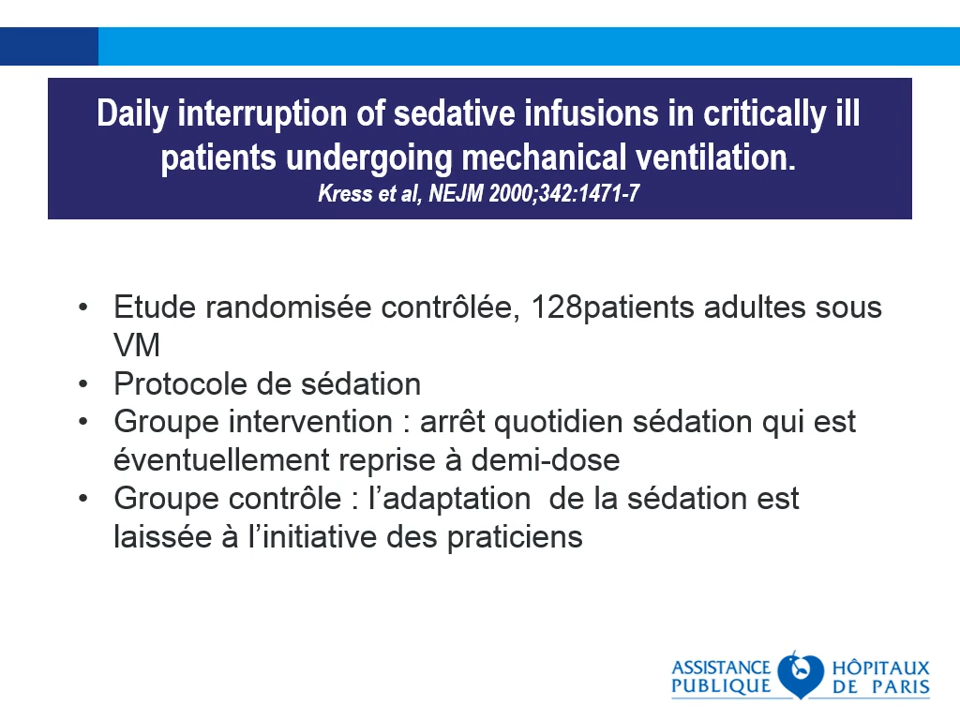 Daily interruption of sedative infusions in critically ill
patients undergoing mechanical ventilation.
Kress et al, NEJM 2000;342:1471-7
• Etude randomisée contrôlée, 128patients adultes sous
VM
• Protocole de sédation
• Groupe intervention : arrêt quotidien sédation qui est
éventuellement reprise à demi-dose
• Groupe contrôle : l’adaptation  de la sédation est
laissée à l’initiative des praticiens
ASSISTANCE HÔPITAUX
PUBLIQUE DE PARIS